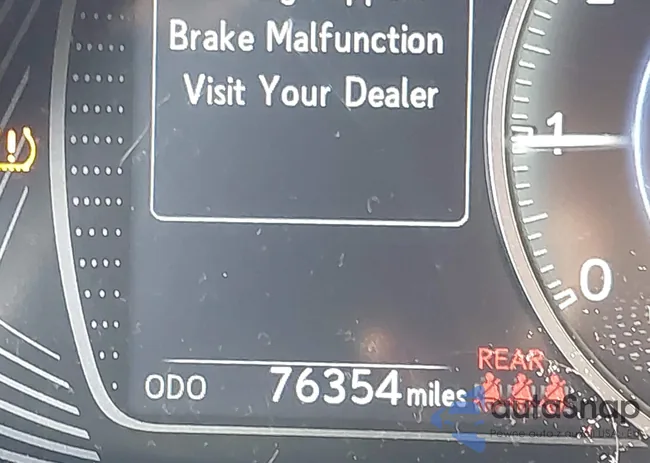 Brake Malfunction
Visit Your Dealer
1
0
REAR
ODO 76354 miles
autoSnap